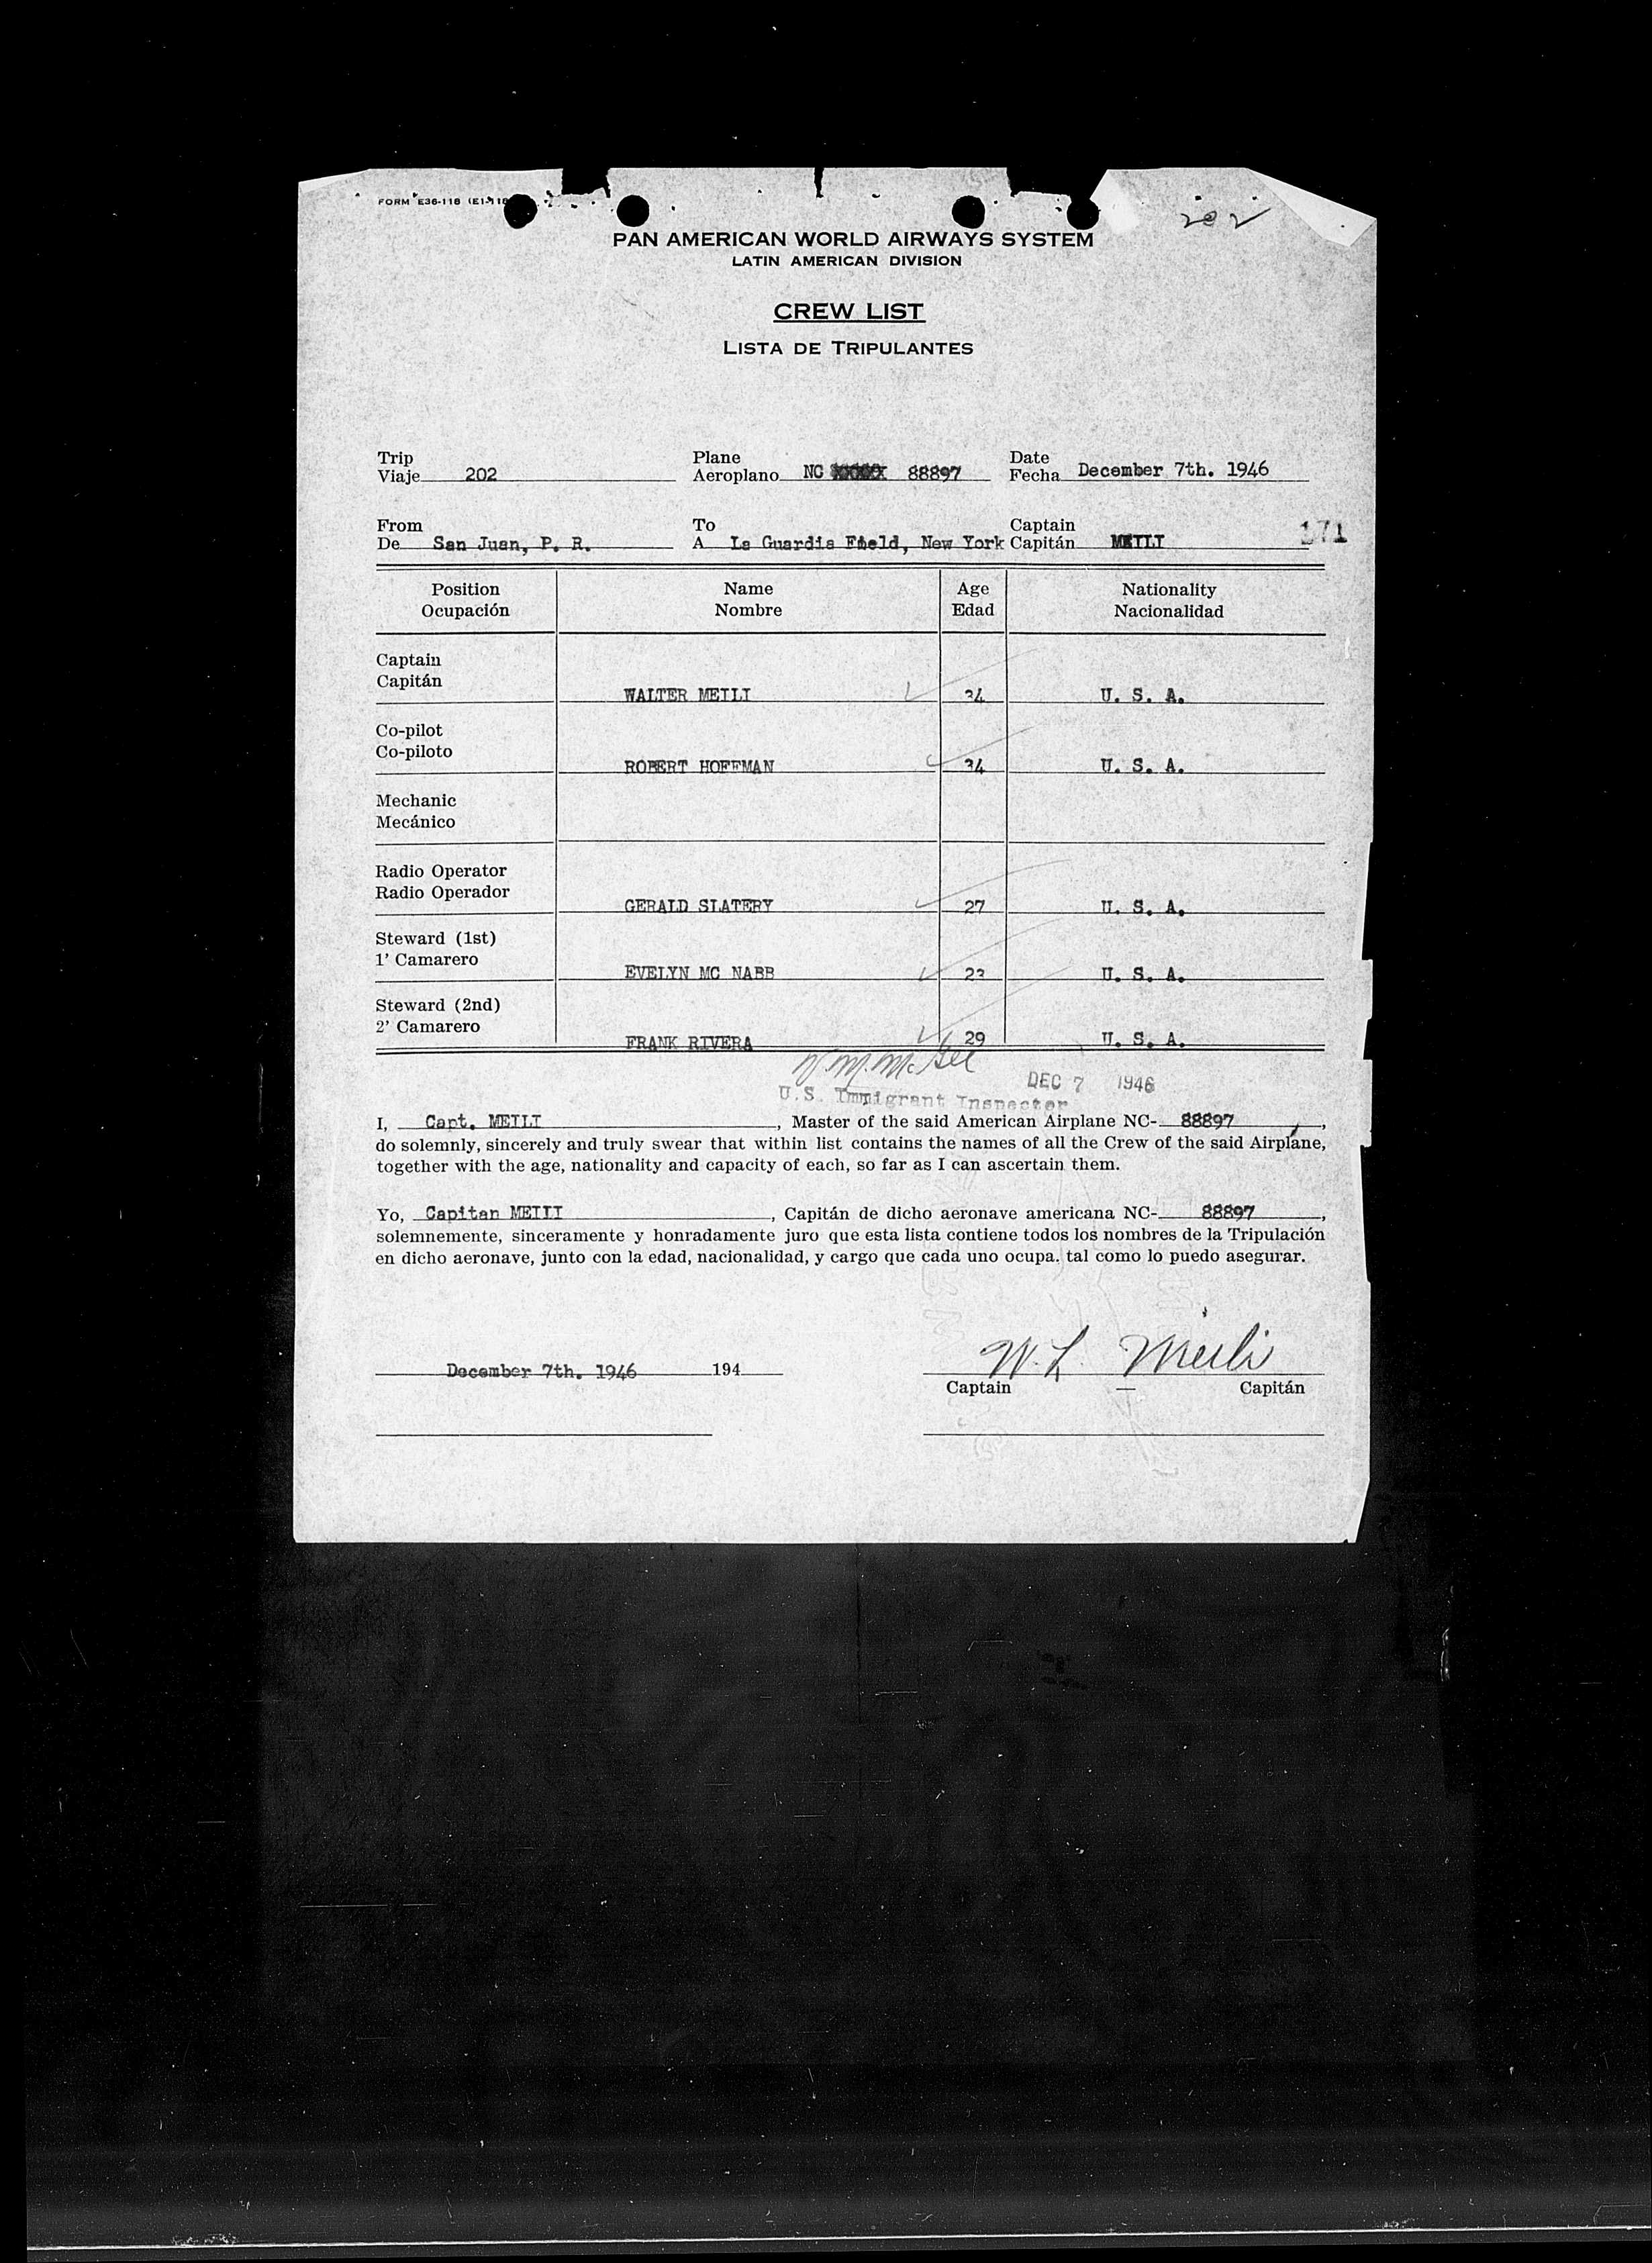 FORM E36-118 (E1-118
202
PAN AMERICAN WORLD AIRWAYS SYSTEM
LATIN AMERICAN DIVISION
CREW LIST
LISTA DE TRIPULANTES
Trip Plane Date
Viaje 202 Aeroplano NC XXXXX 88897 Fecha December 7th. 1946
From To Captain 171
De San Juan, P. R. A La Guardia Field, New York Capitán MEILI
Position Name Age Nationality
Ocupación Nombre Edad Nacionalidad
Captain
Capitán WALTER MEILI 34 U. S. A.
Co-pilot
Co-piloto ROBERT HOFFMAN 34 U. S. A.
Mechanic
Mecánico
Radio Operator
Radio Operador GERALD SLATERY 27 U. S. A.
Steward (1st)
1' Camarero EVELYN MC NABB 23 U. S. A.
Steward (2nd)
2' Camarero FRANK RIVERA 29 U. S. A.
McGee
DEC 7 1946
U.S. Immigrant Inspector
I, Capt. MEILI, Master of the said American Airplane NC- 88897,
do solemnly, sincerely and truly swear that within list contains the names of all the Crew of the said Airplane,
together with the age, nationality and capacity of each, so far as I can ascertain them.
Yo, Capitan MEILI, Capitán de dicho aeronave americana NC- 88897,
solemnemente, sinceramente y honradamente juro que esta lista contiene todos los nombres de la Tripulación
en dicho aeronave, junto con la edad, nacionalidad, y cargo que cada uno ocupa. tal como lo puedo asegurar.
December 7th. 1946 194 W. L. Meili
Captain — Capitán